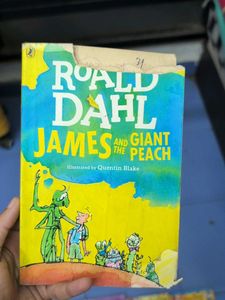 ROALD
DAHL
JAMES AND THE GIANT PEACH
Illustrated by Quentin Blake